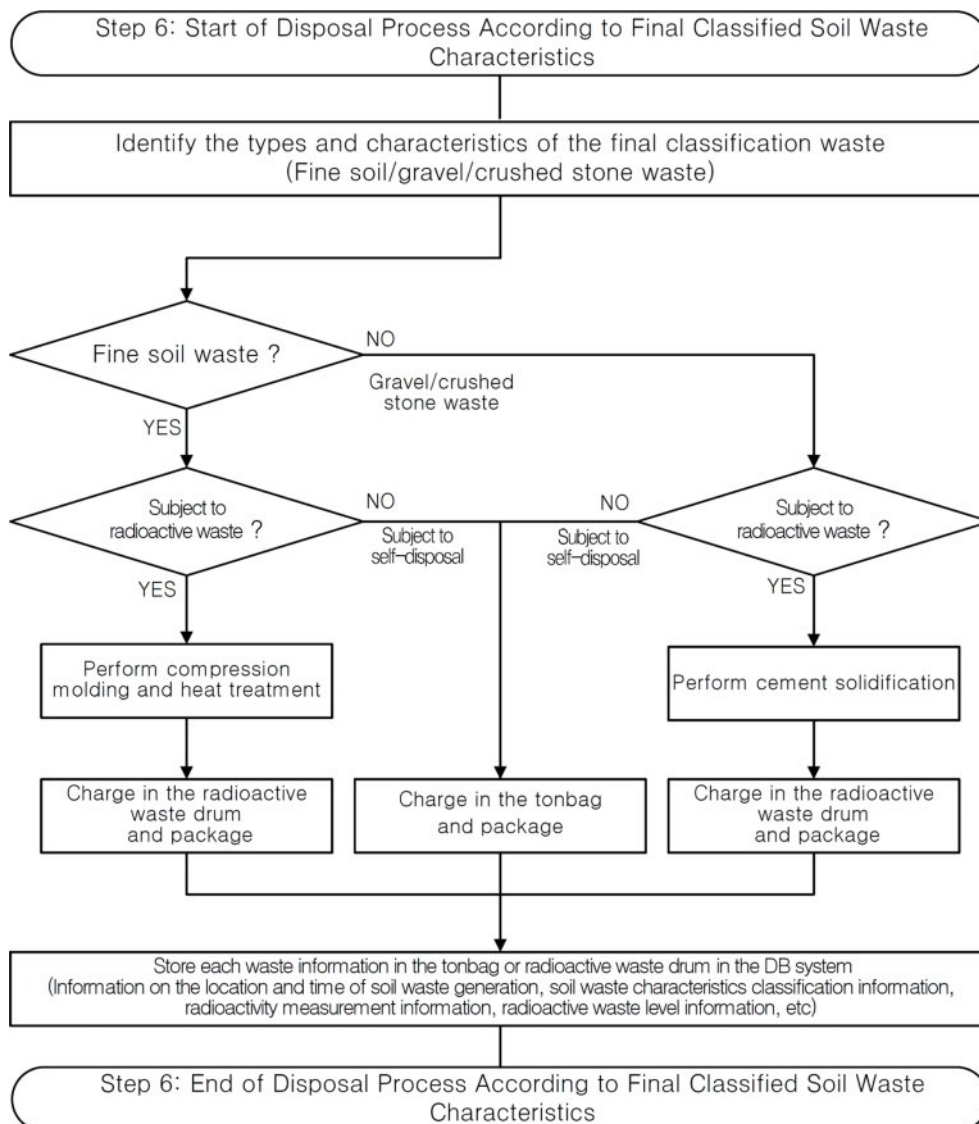 Step 6: Start of Disposal Process According to Final Classified Soil Waste
Characteristics
Identify the types and characteristics of the final classification waste
(Fine soil/gravel/crushed stone waste)
Fine soil waste ?
NO
Gravel/crushed
stone waste
YES
Subject to
radioactive waste ?
NO
Subject to
self-disposal
NO
Subject to
self-disposal
Subject to
radioactive waste ?
YES
YES
Perform compression
molding and heat treatment
Perform cement solidification
Charge in the radioactive
waste drum
and package
Charge in the tonbag
and package
Charge in the radioactive
waste drum
and package
Store each waste information in the tonbag or radioactive waste drum in the DB system
(Information on the location and time of soil waste generation, soil waste characteristics classification information,
radioactivity measurement information, radioactive waste level information, etc)
Step 6: End of Disposal Process According to Final Classified Soil Waste
Characteristics